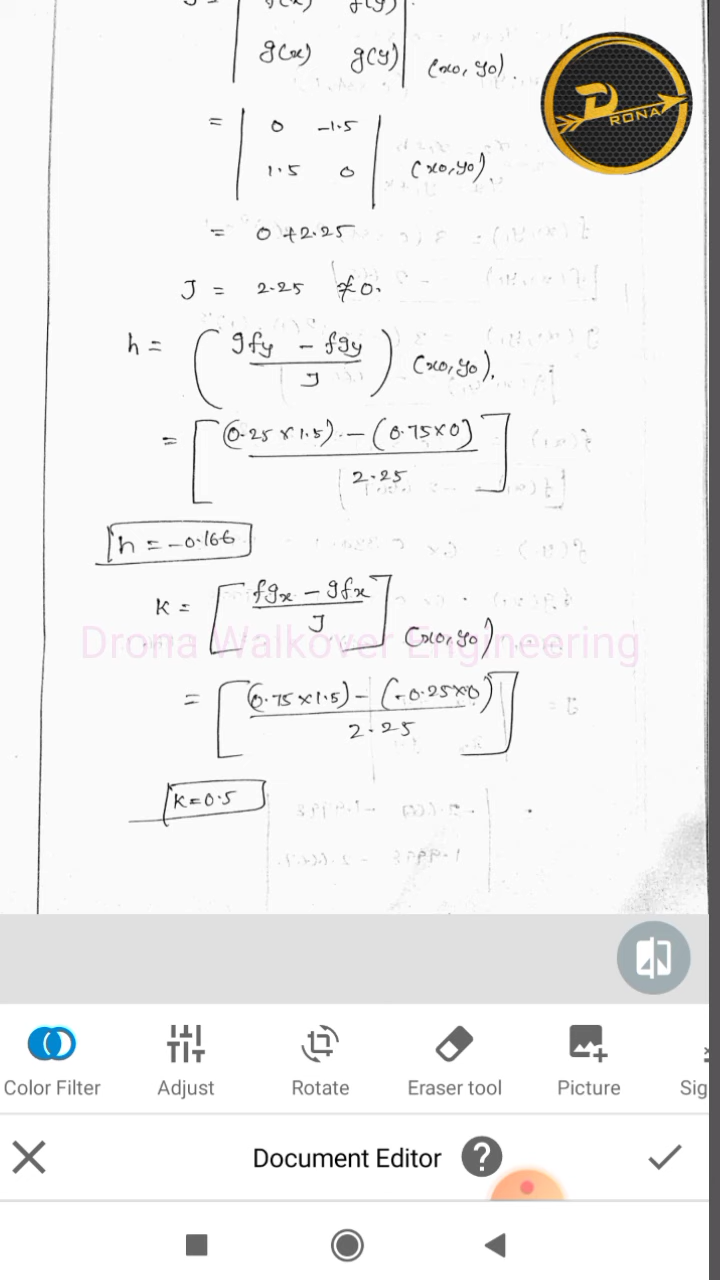 g(x) g(y) (x0, y0).
= | 0 -1.5
1.5 0 | (x0, y0)
= 0 + 2.25
J = 2.25 ≠ 0.
h = ( gfy - fgy / J ) (x0, y0).
= [ (0.25 × 1.5) - (0.75×0) / 2.25 ]
h = -0.166
k = [ fgx - gfx / J ] (x0, y0)
= [ (0.75 × 1.5) - (-0.25×0) / 2.25 ]
k = 0.5
D
RONA
Drona Walkover Engineering
Color Filter Adjust Rotate Eraser tool Picture Sig
Document Editor ?